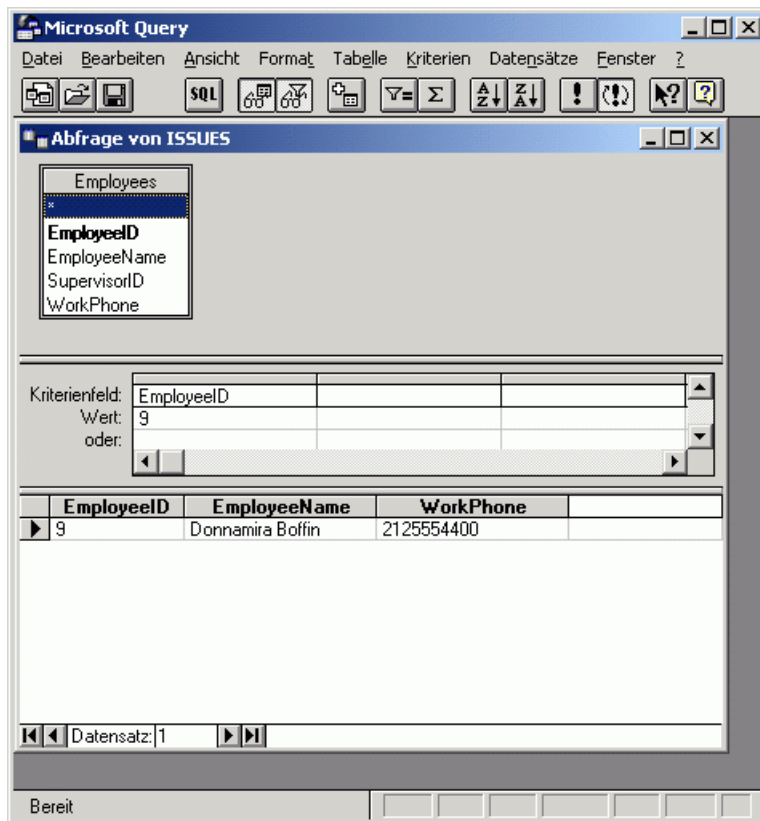 Microsoft Query
Datei Bearbeiten Ansicht Format Tabelle Kriterien Datensätze Fenster ?
SQL A Z Z A
Abfrage von ISSUES
Employees
*
EmployeeID
EmployeeName
SupervisorID
WorkPhone
Kriterienfeld: EmployeeID
Wert: 9
oder:
EmployeeID EmployeeName WorkPhone
9 Donnamira Boffin 2125554400
Datensatz: 1
Bereit